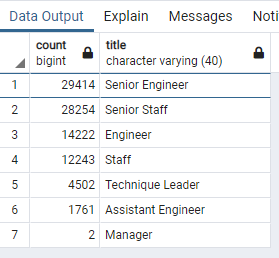 Data Output Explain Messages Noti
count title
bigint character varying (40)
1 29414 Senior Engineer
2 28254 Senior Staff
3 14222 Engineer
4 12243 Staff
5 4502 Technique Leader
6 1761 Assistant Engineer
7 2 Manager